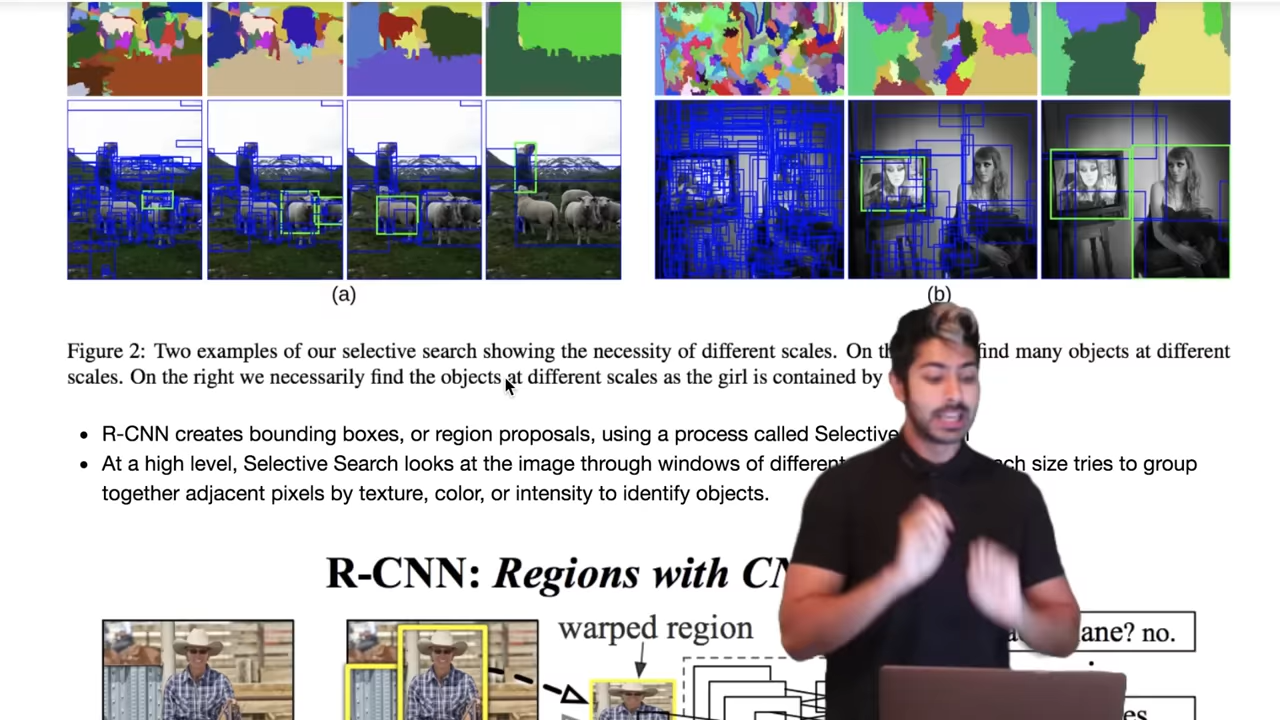 (a)
(b)
Figure 2: Two examples of our selective search showing the necessity of different scales. On find many objects at different
scales. On the right we necessarily find the objects at different scales as the girl is contained by
• R-CNN creates bounding boxes, or region proposals, using a process called Selective
• At a high level, Selective Search looks at the image through windows of different size tries to group
together adjacent pixels by texture, color, or intensity to identify objects.
R-CNN: Regions with
warped region
no.